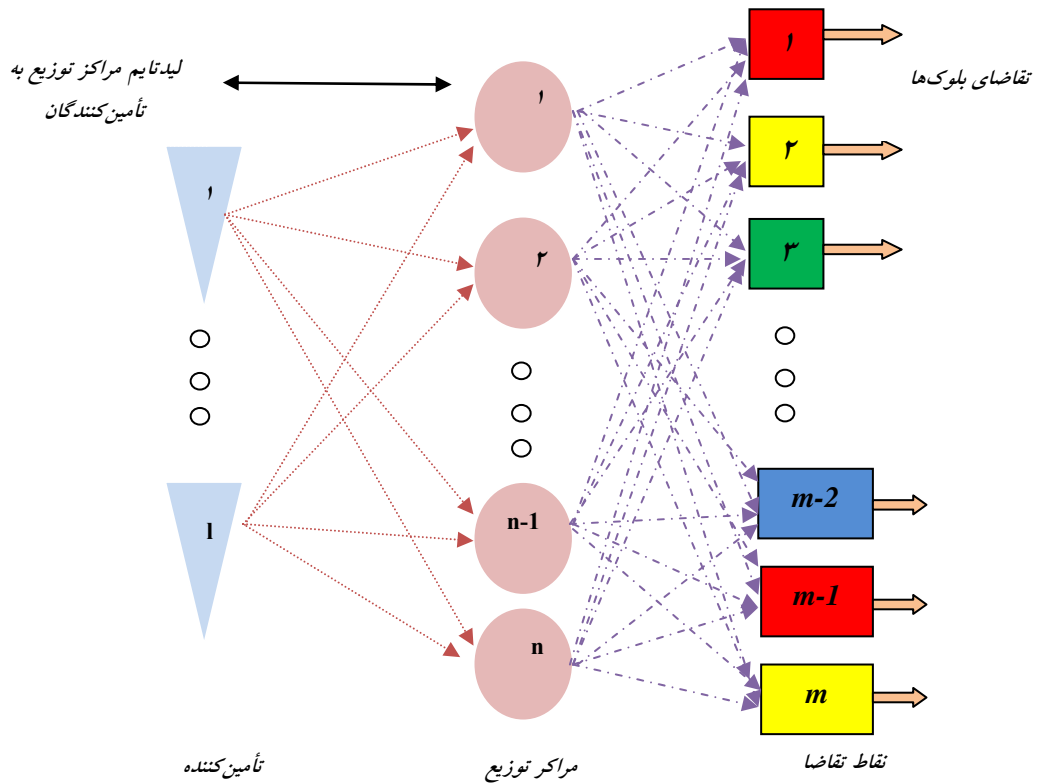 لیدتایم مراکز توزیع به
تأمین‌کنندگان
تقاضای بلوک‌ها
۱
l
۱
۲
n-1
n
۱
۲
۳
m-2
m-1
m
تأمین‌کننده
مراکر توزیع
نقاط تقاضا